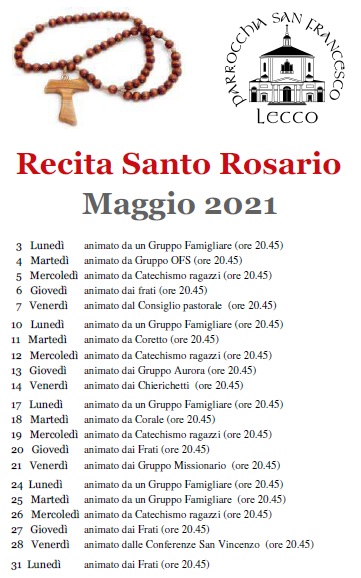 PARROCCHIA SAN FRANCESCO
LECCO
Recita Santo Rosario
Maggio 2021
3 Lunedì animato da un Gruppo Famigliare (ore 20.45)
4 Martedì animato da Gruppo OFS (ore 20.45)
5 Mercoledì animato da Catechismo ragazzi (ore 20.45)
6 Giovedì animato dai frati (ore 20.45)
7 Venerdì animato dal Consiglio pastorale (ore 20.45)
10 Lunedì animato da un Gruppo Famigliare (ore 20.45)
11 Martedì animato da Coretto (ore 20.45)
12 Mercoledì animato da Catechismo ragazzi (ore 20.45)
13 Giovedì animato dai Gruppo Aurora (ore 20.45)
14 Venerdì animato dai Chierichetti (ore 20.45)
17 Lunedì animato da un Gruppo Famigliare (ore 20.45)
18 Martedì animato da Corale (ore 20.45)
19 Mercoledì animato da Catechismo ragazzi (ore 20.45)
20 Giovedì animato dai Frati (ore 20.45)
21 Venerdì animato dai Gruppo Missionario (ore 20.45)
24 Lunedì animato da un Gruppo Famigliare (ore 20.45)
25 Martedì animato da un Gruppo Famigliare (ore 20.45)
26 Mercoledì animato da Catechismo ragazzi (ore 20.45)
27 Giovedì animato dai Frati (ore 20.45)
28 Venerdì animato dalle Conferenze San Vincenzo (ore 20.45)
31 Lunedì animato dai Frati (ore 20.45)